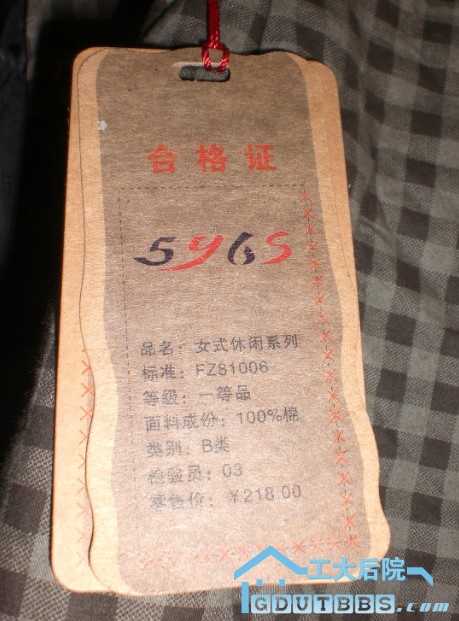 合格证
5965
品名：女式休闲系列
标准：FZ81006
等级：一等品
面料成份：100%棉
类别：B类
检验员：03
零售价：￥218.00
工大后院
GDUTBBS.com